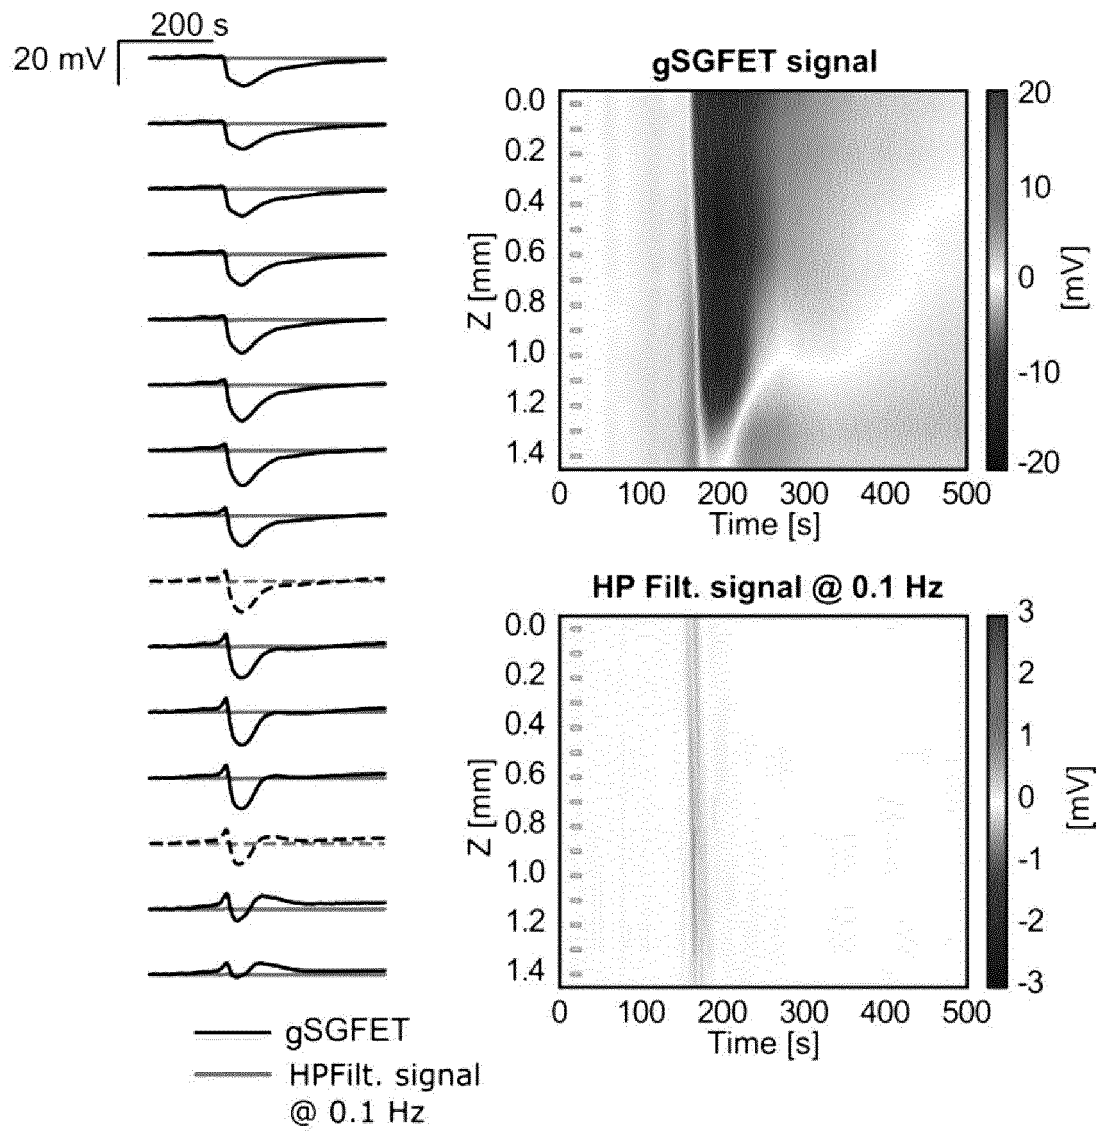 200 s
20 mV
gSGFET
HPFilt. signal
@ 0.1 Hz
gSGFET signal
0.0
0.2
0.4
0.6
0.8
1.0
1.2
1.4
Z [mm]
0 100 200 300 400 500
Time [s]
20
10
0
-10
-20
[mV]
HP Filt. signal @ 0.1 Hz
0.0
0.2
0.4
0.6
0.8
1.0
1.2
1.4
Z [mm]
0 100 200 300 400 500
Time [s]
3
2
1
0
-1
-2
-3
[mV]